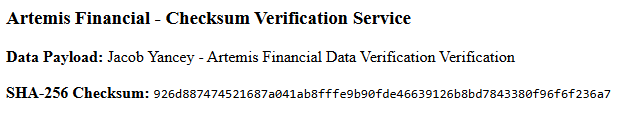 Artemis Financial - Checksum Verification Service
Data Payload: Jacob Yancey - Artemis Financial Data Verification Verification
SHA-256 Checksum: 926d887474521687a041ab8fffe9b90fde46639126b8bd7843380f96f6f236a7